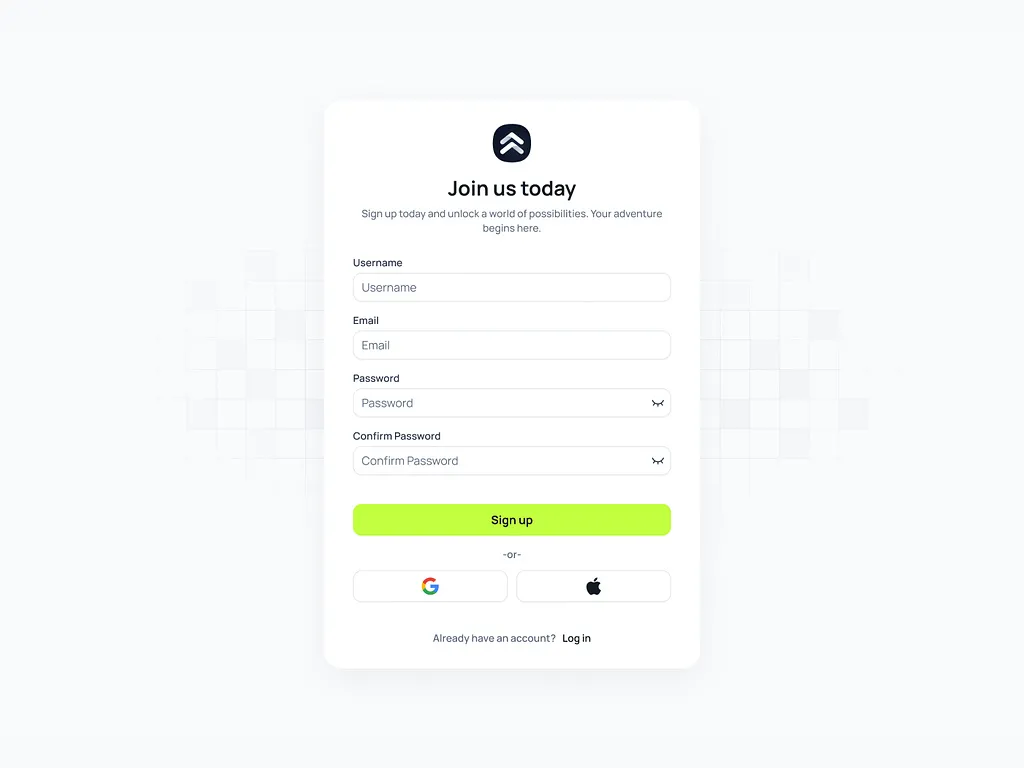 Join us today
Sign up today and unlock a world of possibilities. Your adventure
begins here.
Username
Username
Email
Email
Password
Password
Confirm Password
Confirm Password
Sign up
-or-
Already have an account? Log in